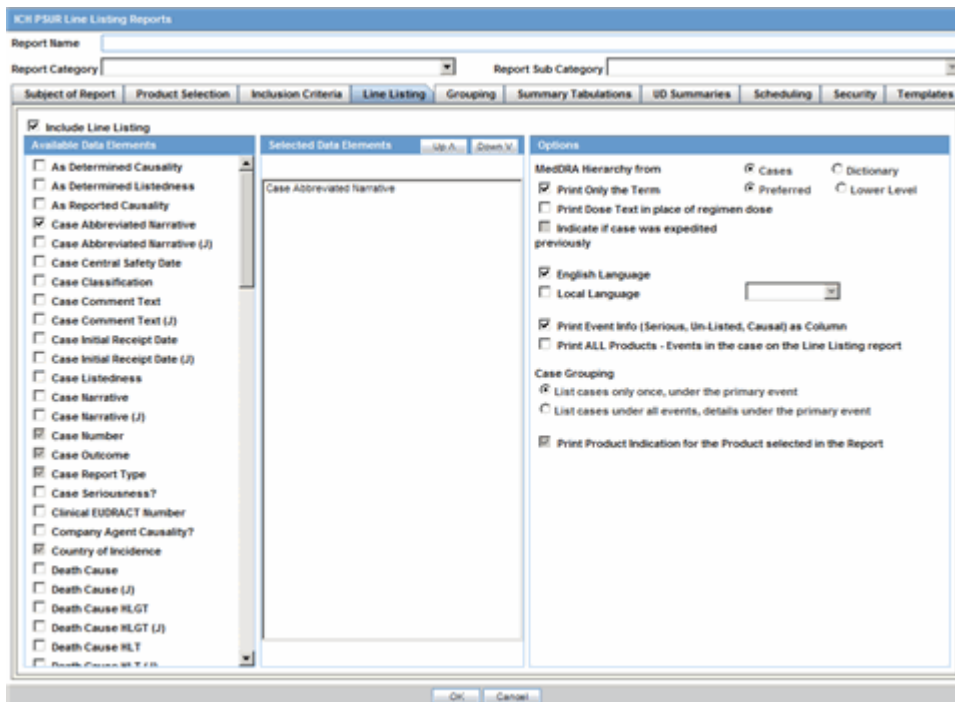 ICH PSUR Line Listing Reports
Report Name
Report Category Report Sub Category
Subject of Report Product Selection Inclusion Criteria Line Listing Grouping Summary Tabulations UD Summaries Scheduling Security Templates
Include Line Listing
Available Data Elements
As Determined Causality
As Determined Listedness
As Reported Causality
Case Abbreviated Narrative
Case Abbreviated Narrative (J)
Case Central Safety Date
Case Classification
Case Comment Text
Case Comment Text (J)
Case Initial Receipt Date
Case Initial Receipt Date (J)
Case Listedness
Case Narrative
Case Narrative (J)
Case Number
Case Outcome
Case Report Type
Case Seriousness?
Clinical EUDRACT Number
Company Agent Causality?
Country of Incidence
Death Cause
Death Cause (J)
Death Cause HLGT
Death Cause HLGT (J)
Death Cause HLT
Death Cause HLT (J)
Selected Data Elements Up Λ Down V
Case Abbreviated Narrative
Options
MedDRA Hierarchy from Cases Dictionary
Print Only the Term Preferred Lower Level
Print Dose Text in place of regimen dose
Indicate if case was expedited
previously
English Language
Local Language
Print Event Info (Serious, Un-Listed, Causal) as Column
Print ALL Products - Events in the case on the Line Listing report
Case Grouping
List cases only once, under the primary event
List cases under all events, details under the primary event
Print Product Indication for the Product selected in the Report
OK Cancel